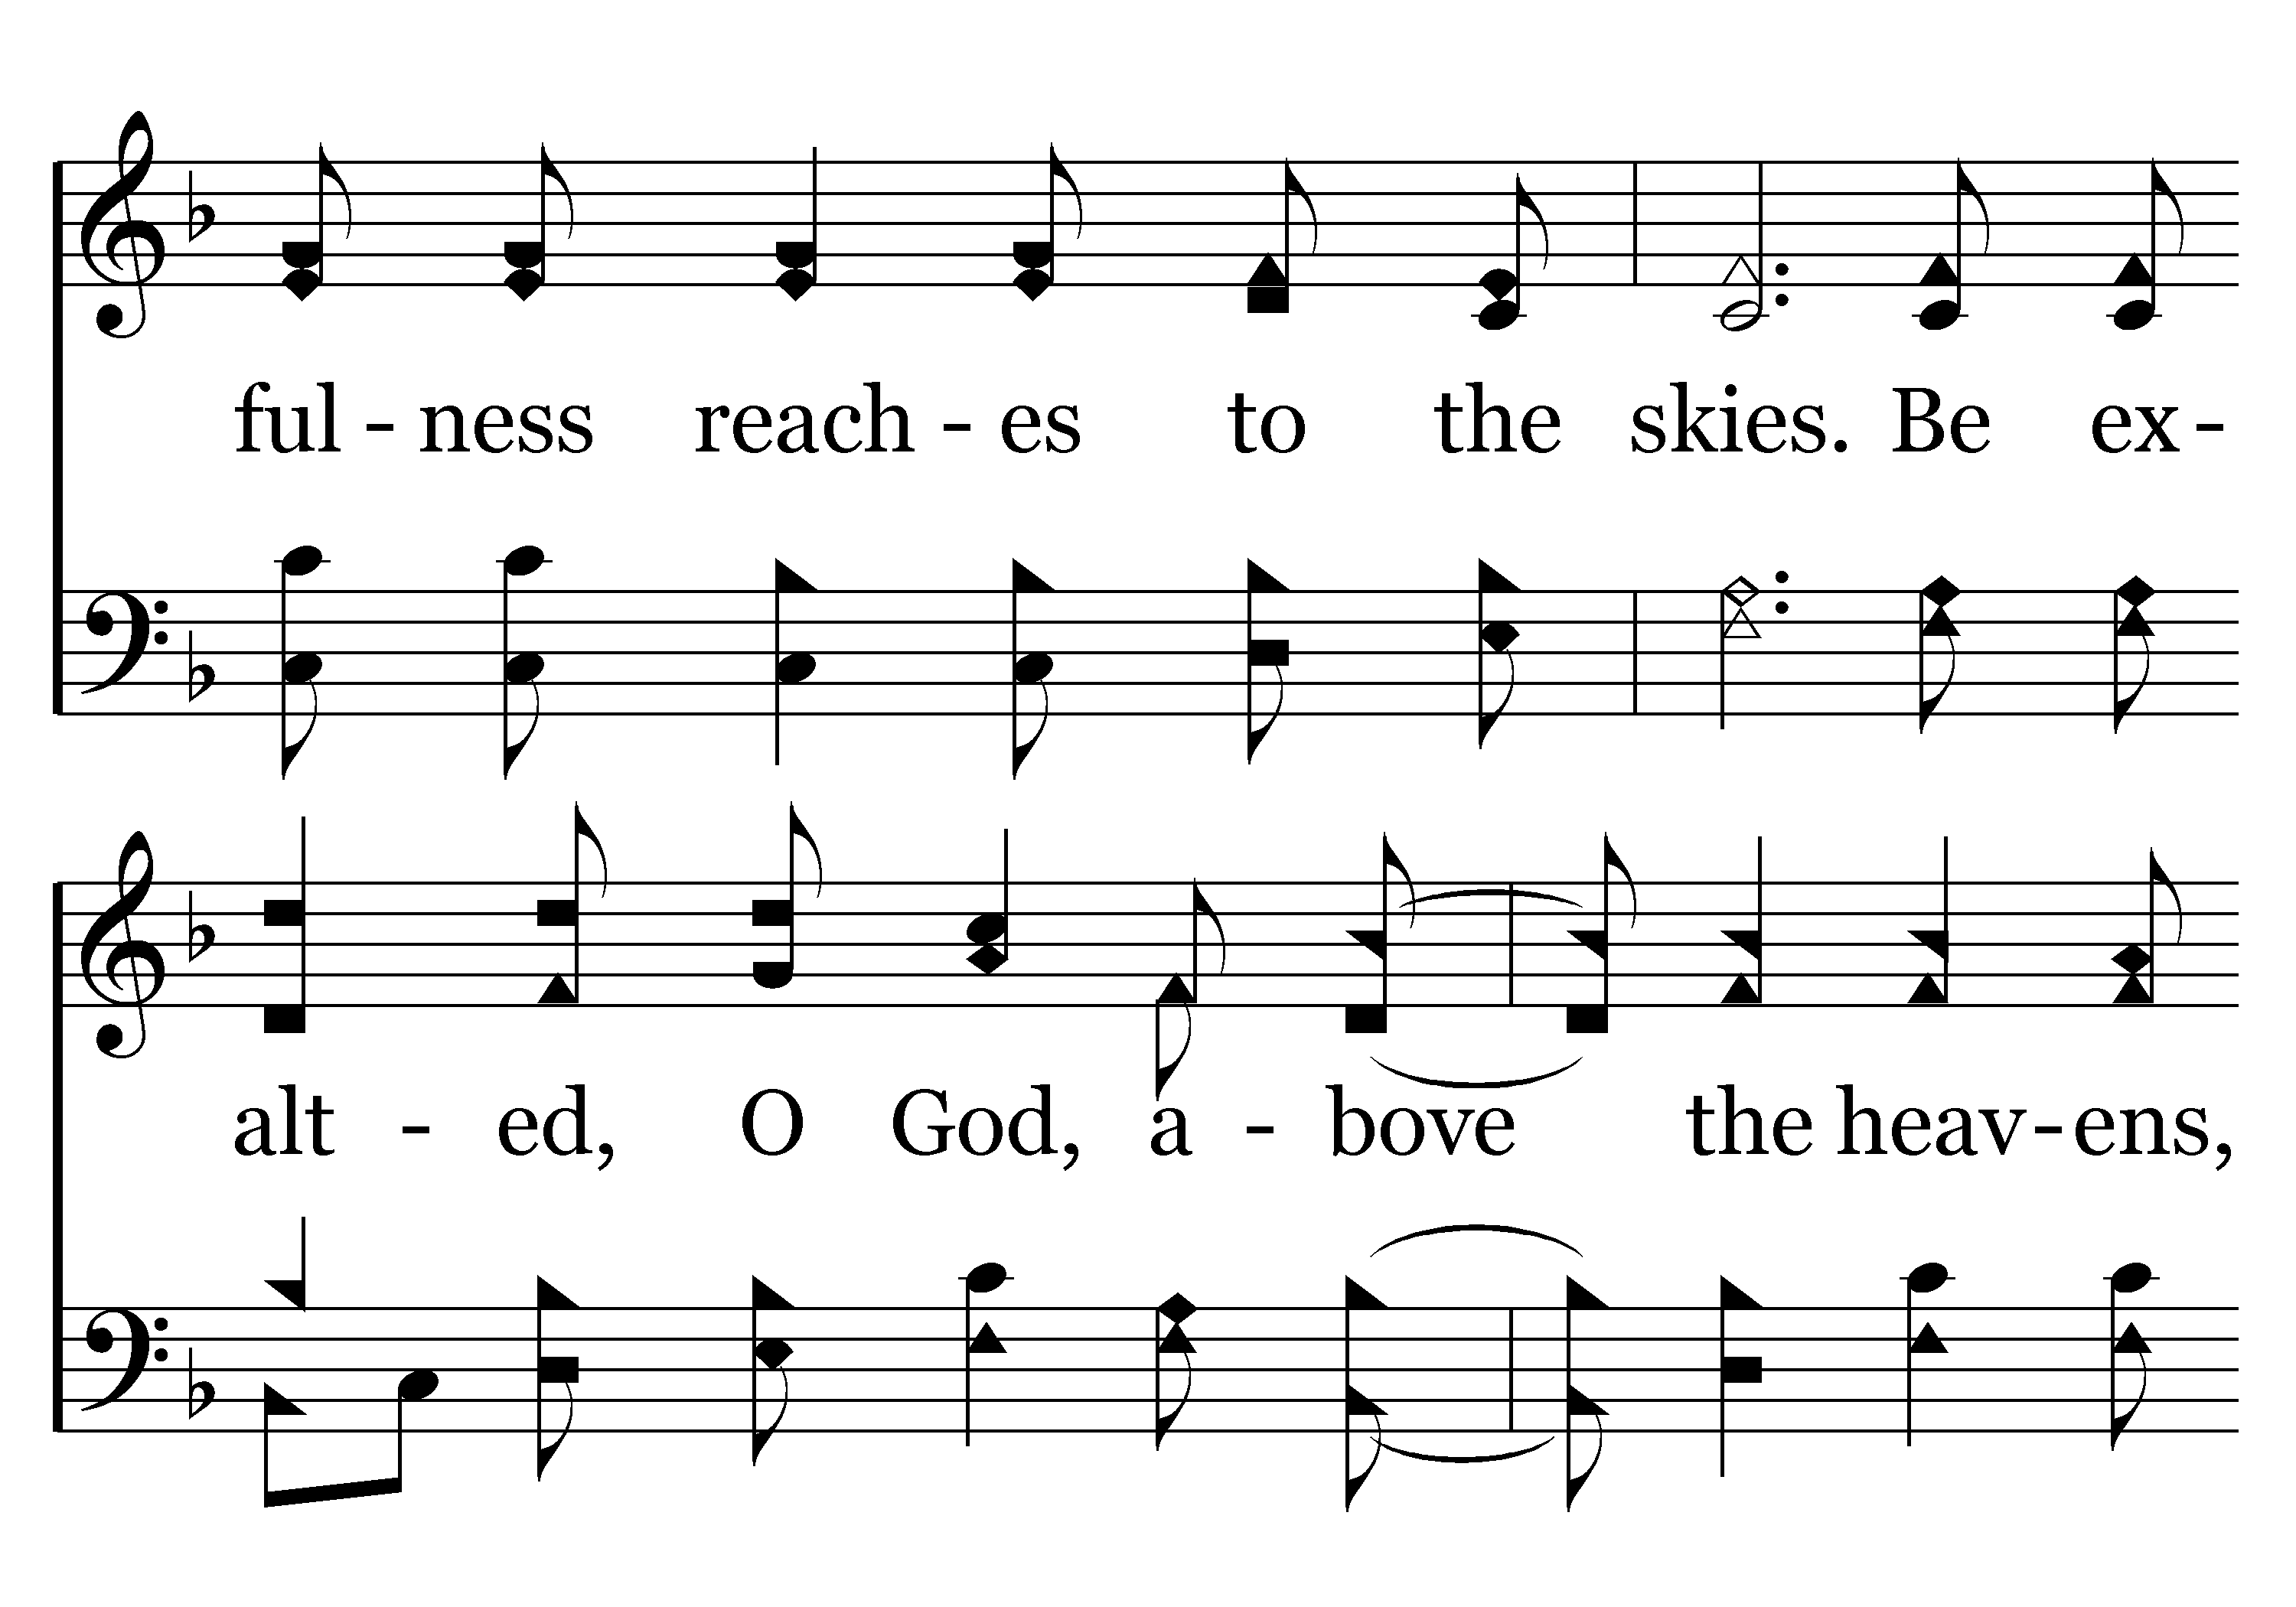 ful - ness reach - es to the skies. Be ex -
alt - ed, O God, a - bove the heav - ens,